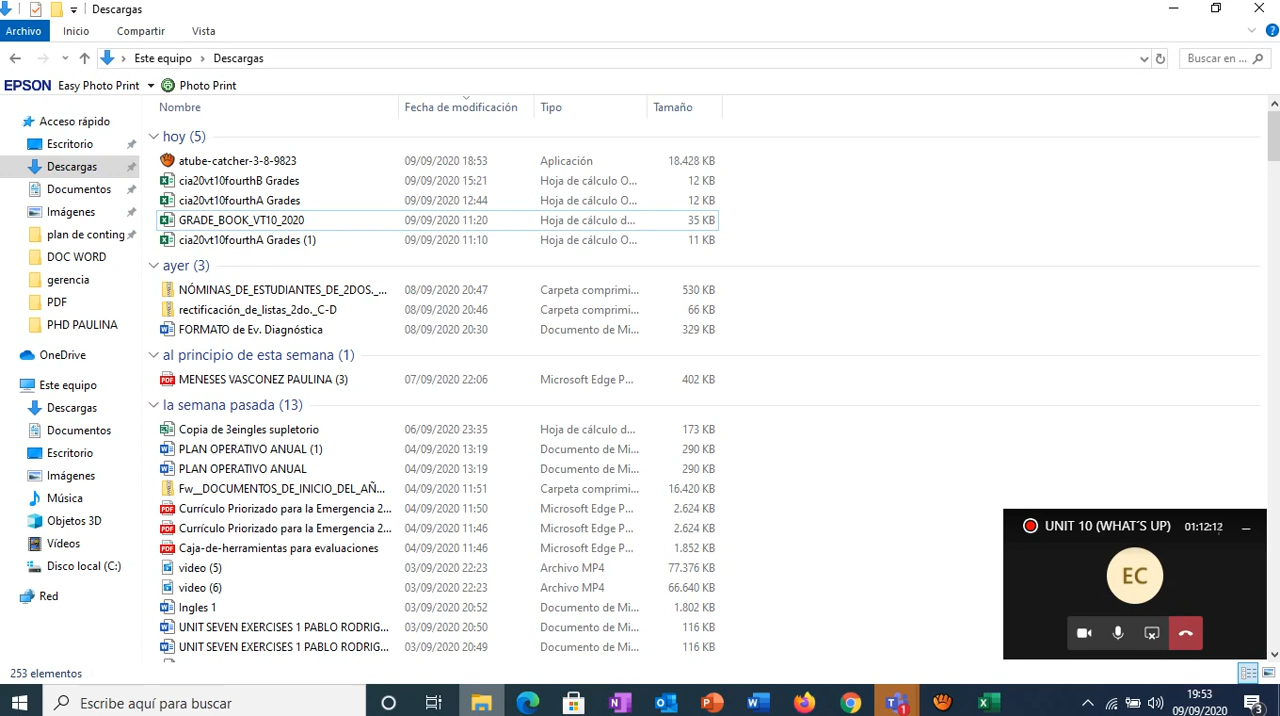 Descargas
Archivo Inicio Compartir Vista
Este equipo > Descargas Buscar en ...
EPSON Easy Photo Print Photo Print
Nombre Fecha de modificación Tipo Tamaño
Acceso rápido
Escritorio
Descargas
Documentos
Imágenes
plan de conting
DOC WORD
gerencia
PDF
PHD PAULINA
OneDrive
Este equipo
Descargas
Documentos
Escritorio
Imágenes
Música
Objetos 3D
Vídeos
Disco local (C:)
Red
hoy (5)
atube-catcher-3-8-9823 09/09/2020 18:53 Aplicación 18.428 KB
cia20vt10fourthB Grades 09/09/2020 15:21 Hoja de cálculo O... 12 KB
cia20vt10fourthA Grades 09/09/2020 12:44 Hoja de cálculo O... 12 KB
GRADE_BOOK_VT10_2020 09/09/2020 11:20 Hoja de cálculo d... 35 KB
cia20vt10fourthA Grades (1) 09/09/2020 11:10 Hoja de cálculo O... 11 KB
ayer (3)
NÓMINAS_DE_ESTUDIANTES_DE_2DOS._... 08/09/2020 20:47 Carpeta comprimi... 530 KB
rectificación_de_listas_2do._C-D 08/09/2020 20:46 Carpeta comprimi... 66 KB
FORMATO de Ev. Diagnóstica 08/09/2020 20:30 Documento de Mi... 329 KB
al principio de esta semana (1)
MENESES VASCONEZ PAULINA (3) 07/09/2020 22:06 Microsoft Edge P... 402 KB
la semana pasada (13)
Copia de 3eingles supletorio 06/09/2020 23:35 Hoja de cálculo d... 173 KB
PLAN OPERATIVO ANUAL (1) 04/09/2020 13:19 Documento de Mi... 290 KB
PLAN OPERATIVO ANUAL 04/09/2020 13:19 Documento de Mi... 290 KB
Fw__DOCUMENTOS_DE_INICIO_DEL_AÑ... 04/09/2020 11:51 Carpeta comprimi... 16.420 KB
Currículo Priorizado para la Emergencia 2... 04/09/2020 11:50 Microsoft Edge P... 2.624 KB
Currículo Priorizado para la Emergencia 2... 04/09/2020 11:46 Microsoft Edge P... 2.624 KB
Caja-de-herramientas para evaluaciones 04/09/2020 11:46 Microsoft Edge P... 1.852 KB
video (5) 03/09/2020 22:23 Archivo MP4 77.376 KB
video (6) 03/09/2020 22:23 Archivo MP4 66.640 KB
Ingles 1 03/09/2020 20:52 Documento de Mi... 1.802 KB
UNIT SEVEN EXERCISES 1 PABLO RODRIG... 03/09/2020 20:50 Documento de Mi... 116 KB
UNIT SEVEN EXERCISES 1 PABLO RODRIG... 03/09/2020 20:49 Documento de Mi... 116 KB
UNIT 10 (WHAT´S UP) 01:12:12
EC
253 elementos
Escribe aquí para buscar
1
19:53
09/09/2020
3